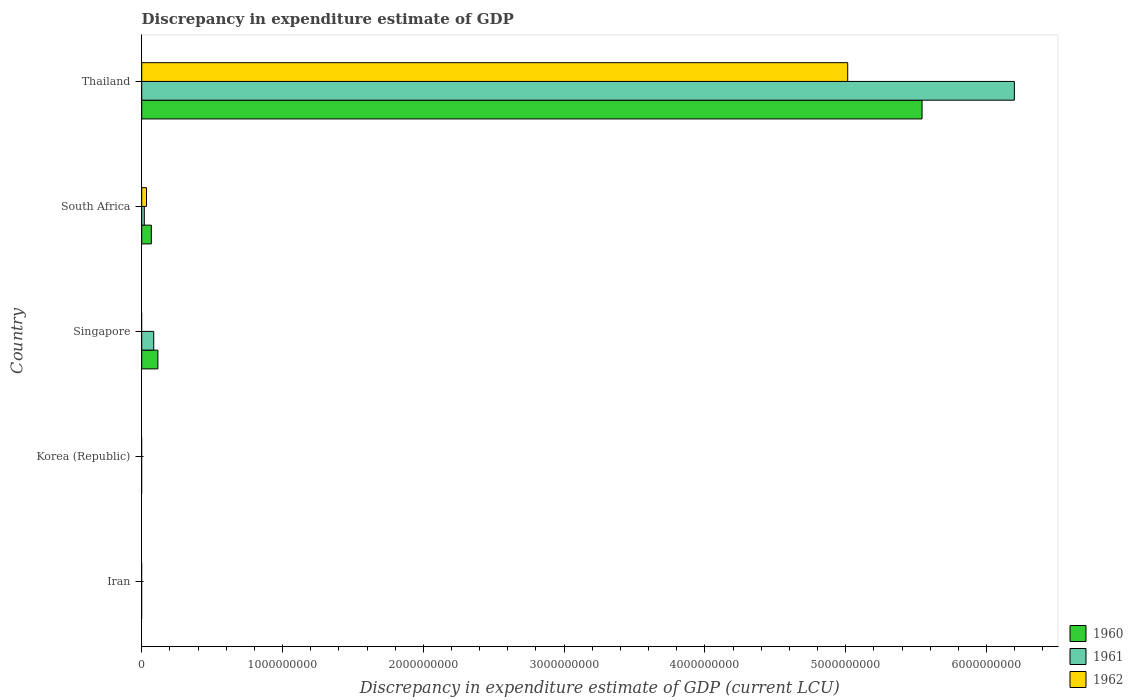 Discrepancy in expenditure estimate of GDP
Thailand
South Africa
Singapore
Korea (Republic)
Iran
Country
0
1000000000
2000000000
3000000000
4000000000
5000000000
6000000000
Discrepancy in expenditure estimate of GDP (current LCU)
1960
1961
1962